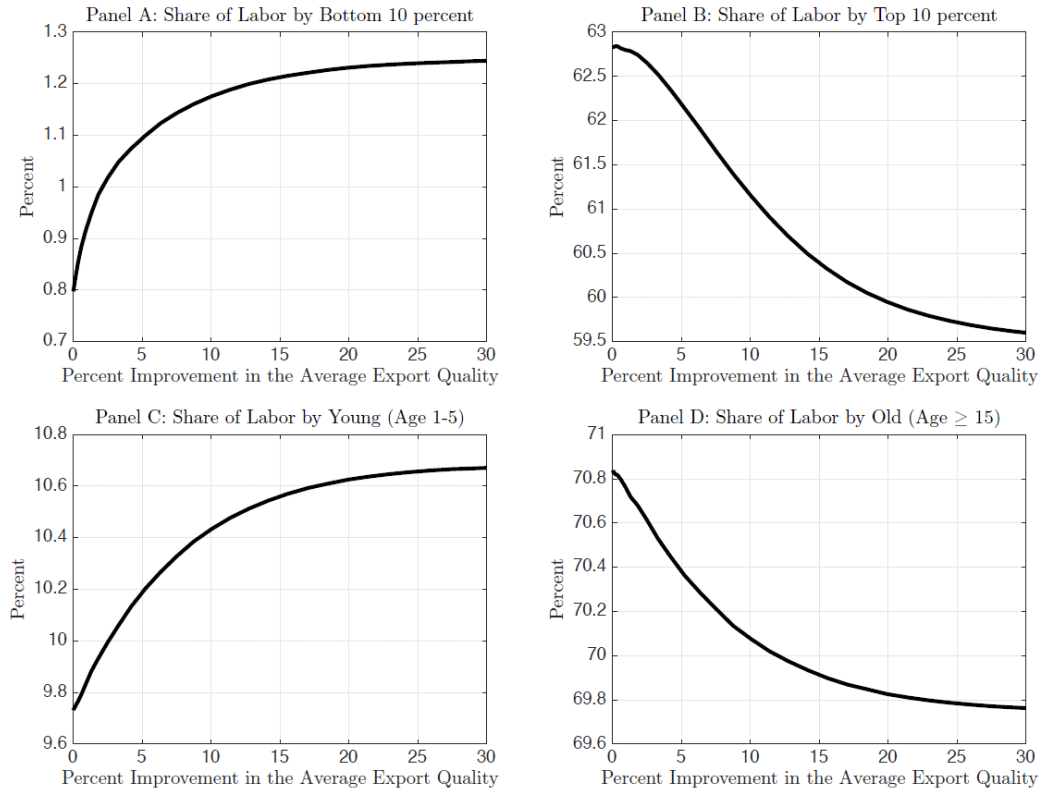 Panel A: Share of Labor by Bottom 10 percent
1.3
1.2
1.1
1
0.9
0.8
0.7
Percent
0 5 10 15 20 25 30
Percent Improvement in the Average Export Quality
Panel B: Share of Labor by Top 10 percent
63
62.5
62
61.5
61
60.5
60
59.5
Percent
0 5 10 15 20 25 30
Percent Improvement in the Average Export Quality
Panel C: Share of Labor by Young (Age 1-5)
10.8
10.6
10.4
10.2
10
9.8
9.6
Percent
0 5 10 15 20 25 30
Percent Improvement in the Average Export Quality
Panel D: Share of Labor by Old (Age ≥ 15)
71
70.8
70.6
70.4
70.2
70
69.8
69.6
Percent
0 5 10 15 20 25 30
Percent Improvement in the Average Export Quality